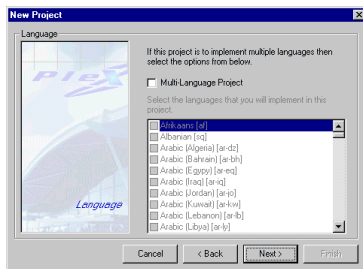 New Project
Language
If this project is to implement multiple languages then
select the options from below.
Multi-Language Project
Select the languages that you will implement in this
project.
Afrikaans [af]
Albanian [sq]
Arabic (Algeria) [ar-dz]
Arabic (Bahrain) [ar-bh]
Arabic (Egypy) [ar-eq]
Arabic (Iraq) [ar-iq]
Arabic (Jordan) [ar-jo]
Arabic (Kuwait) [ar-kw]
Arabic (Lebanon) [ar-lb]
Arabic (Libya) [ar-ly]
PleX
Language
Cancel
< Back
Next >
Finish